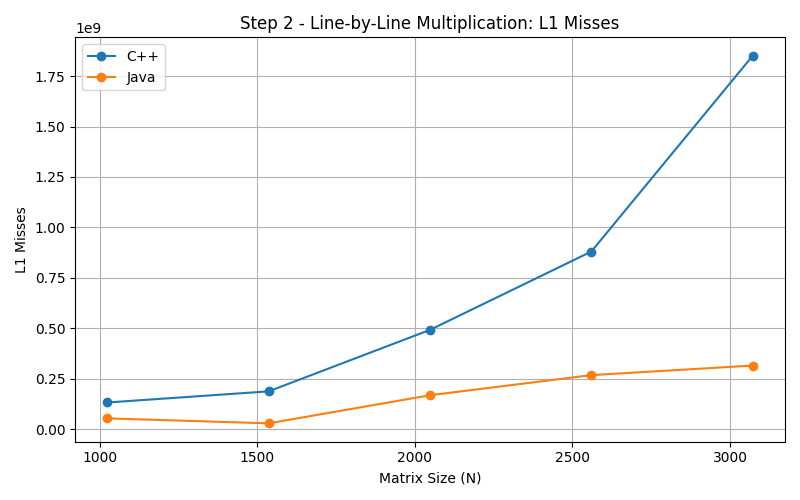 Step 2 - Line-by-Line Multiplication: L1 Misses
1e9
C++
Java
1.75
1.50
1.25
1.00
0.75
0.50
0.25
0.00
L1 Misses
1000
1500
2000
2500
3000
Matrix Size (N)